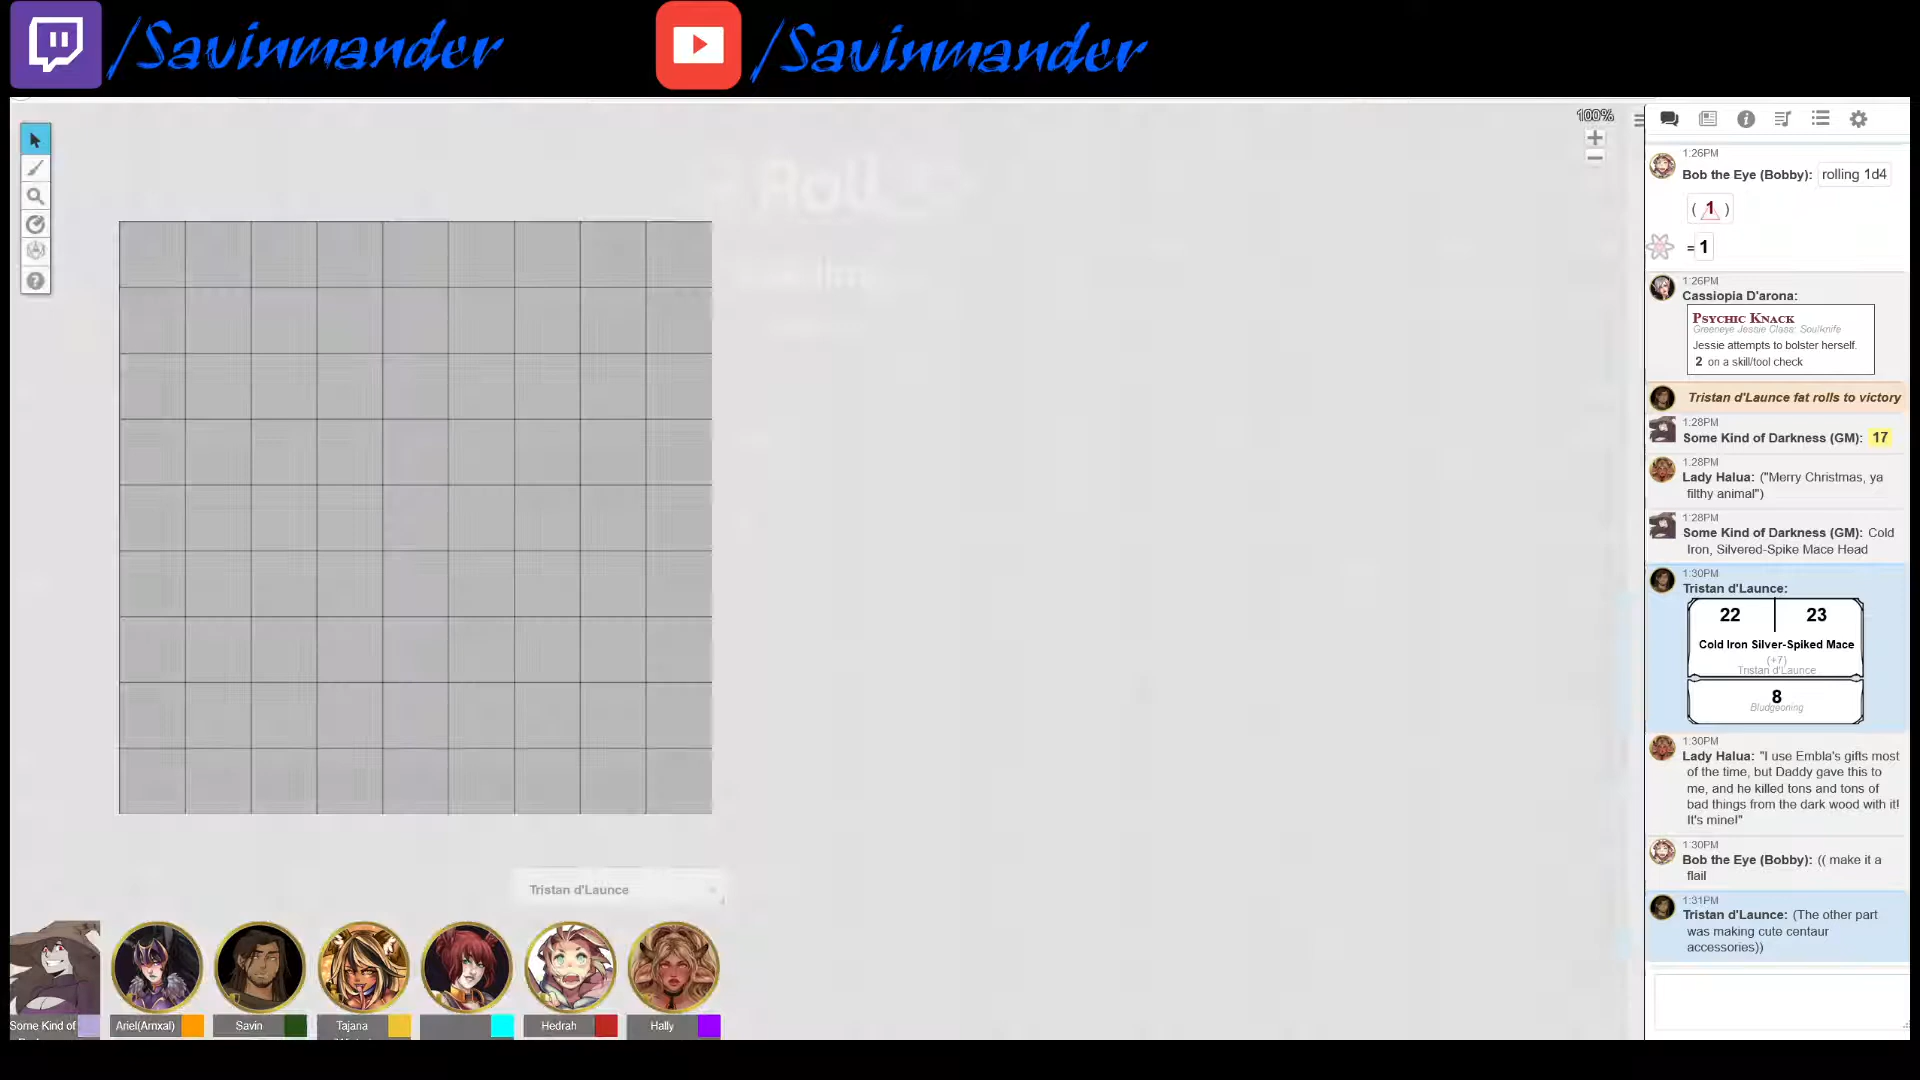 /Savinmander
/Savinmander
100%
1:26PM
Bob the Eye (Bobby): rolling 1d4
( 1 )
= 1
1:26PM
Cassiopia D'arona:
Psychic Knack
Greeneye Jessie Class: Soulknife
Jessie attempts to bolster herself.
2 on a skill/tool check
Tristan d'Launce fat rolls to victory
1:28PM
Some Kind of Darkness (GM): 17
1:28PM
Lady Halua: ("Merry Christmas, ya
filthy animal")
1:28PM
Some Kind of Darkness (GM): Cold
Iron, Silvered-Spike Mace Head
1:30PM
Tristan d'Launce:
22 23
Cold Iron Silver-Spiked Mace
(+7)
Tristan d'Launce
8
Bludgeoning
1:30PM
Lady Halua: "I use Embla's gifts most
of the time, but Daddy gave this to
me, and he killed tons and tons of
bad things from the dark wood with it!
It's mine!"
1:30PM
Bob the Eye (Bobby): (( make it a
flail
1:31PM
Tristan d'Launce: (The other part
was making cute centaur
accessories))
Roll
Tristan d'Launce
Some Kind of
Ariel(Arnxal)
Savin
Tajana
Hedrah
Hally